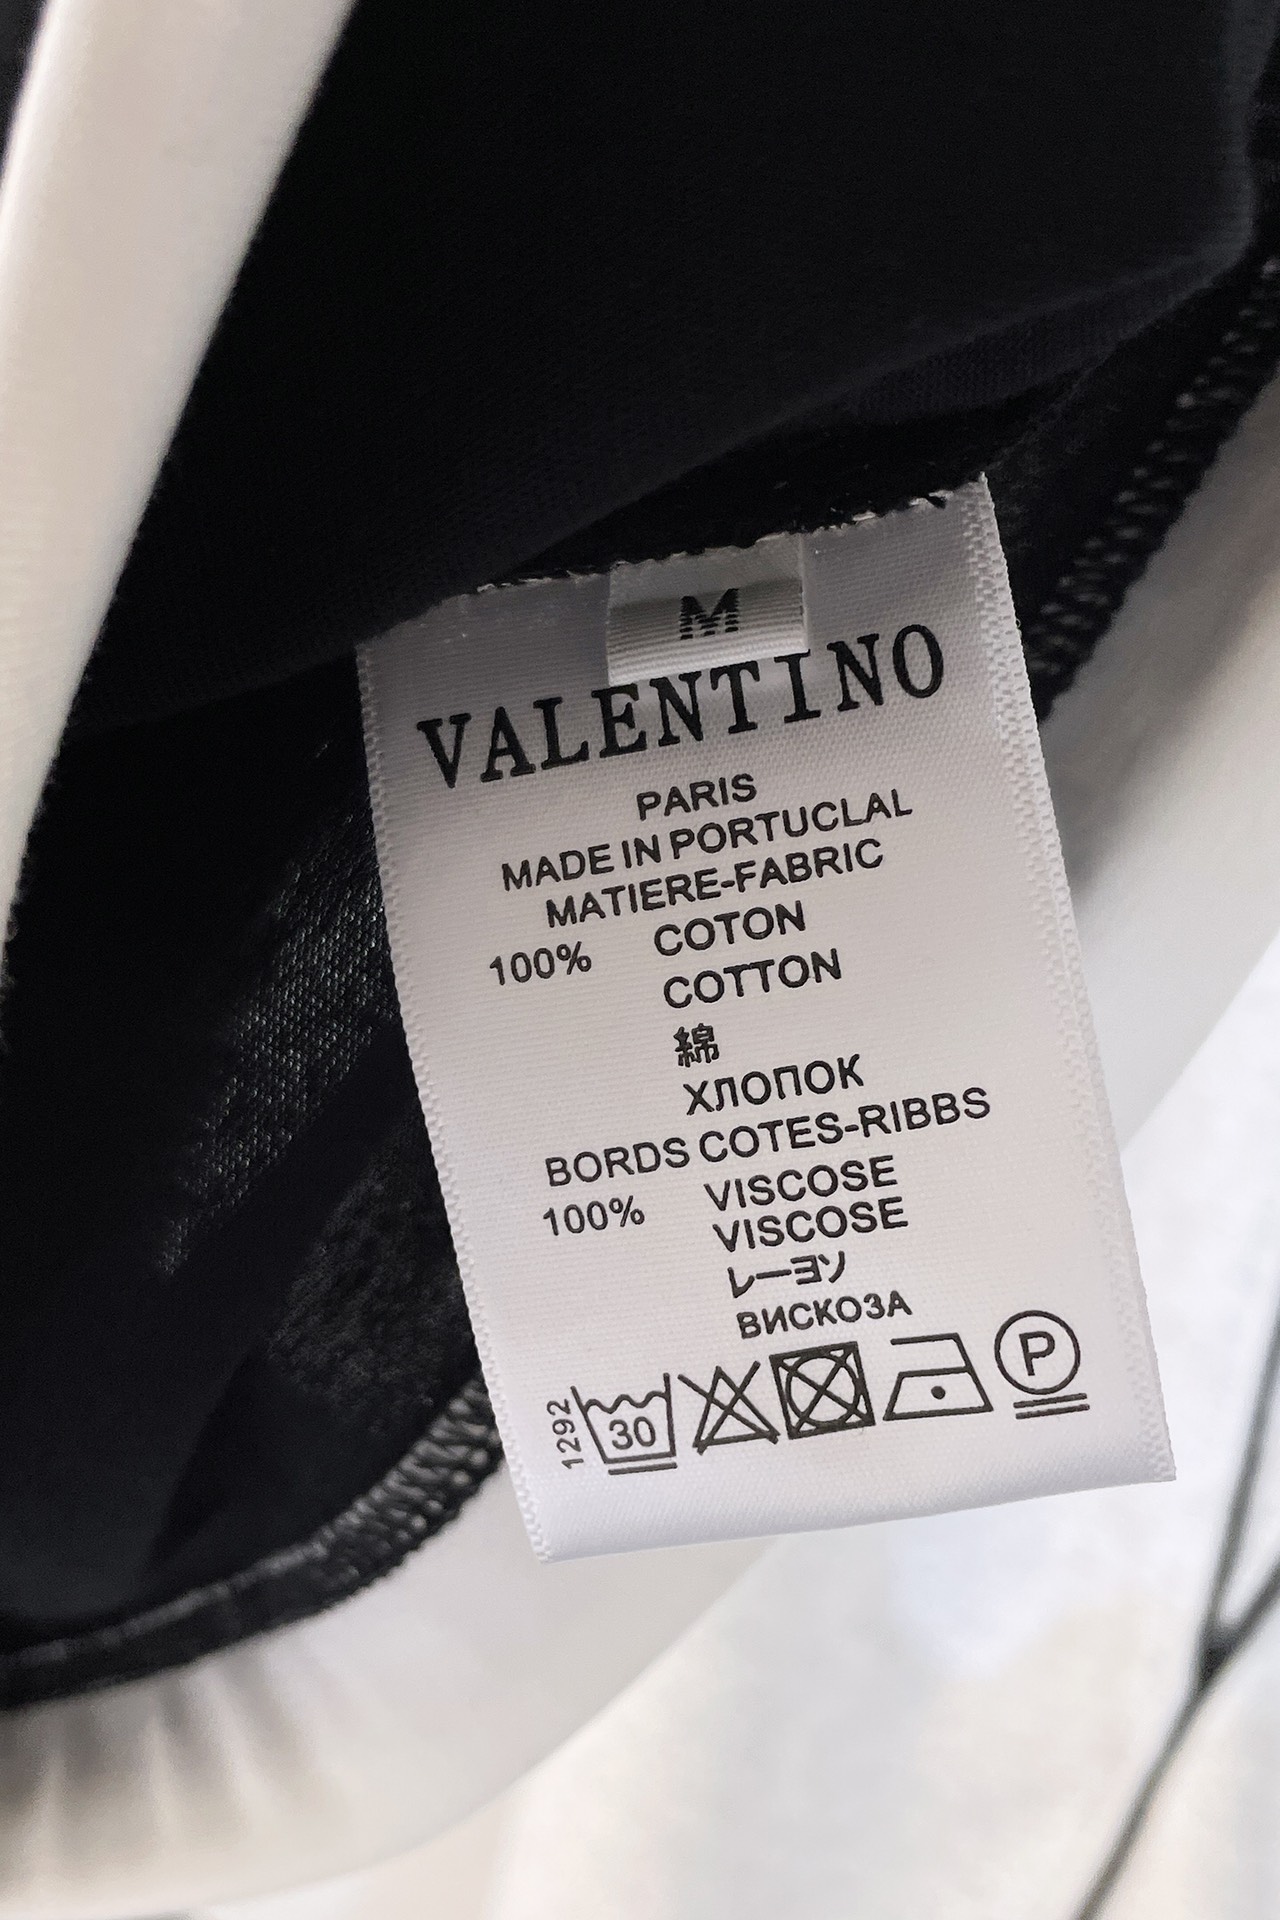 M
VALENTINO
PARIS
MADE IN PORTUCLAL
MATIERE-FABRIC
100% COTON
COTTON
綿
ХЛОПОК
BORDS COTES-RIBBS
100% VISCOSE
VISCOSE
レーヨソ
ВИСКОЗА
1292 30 P